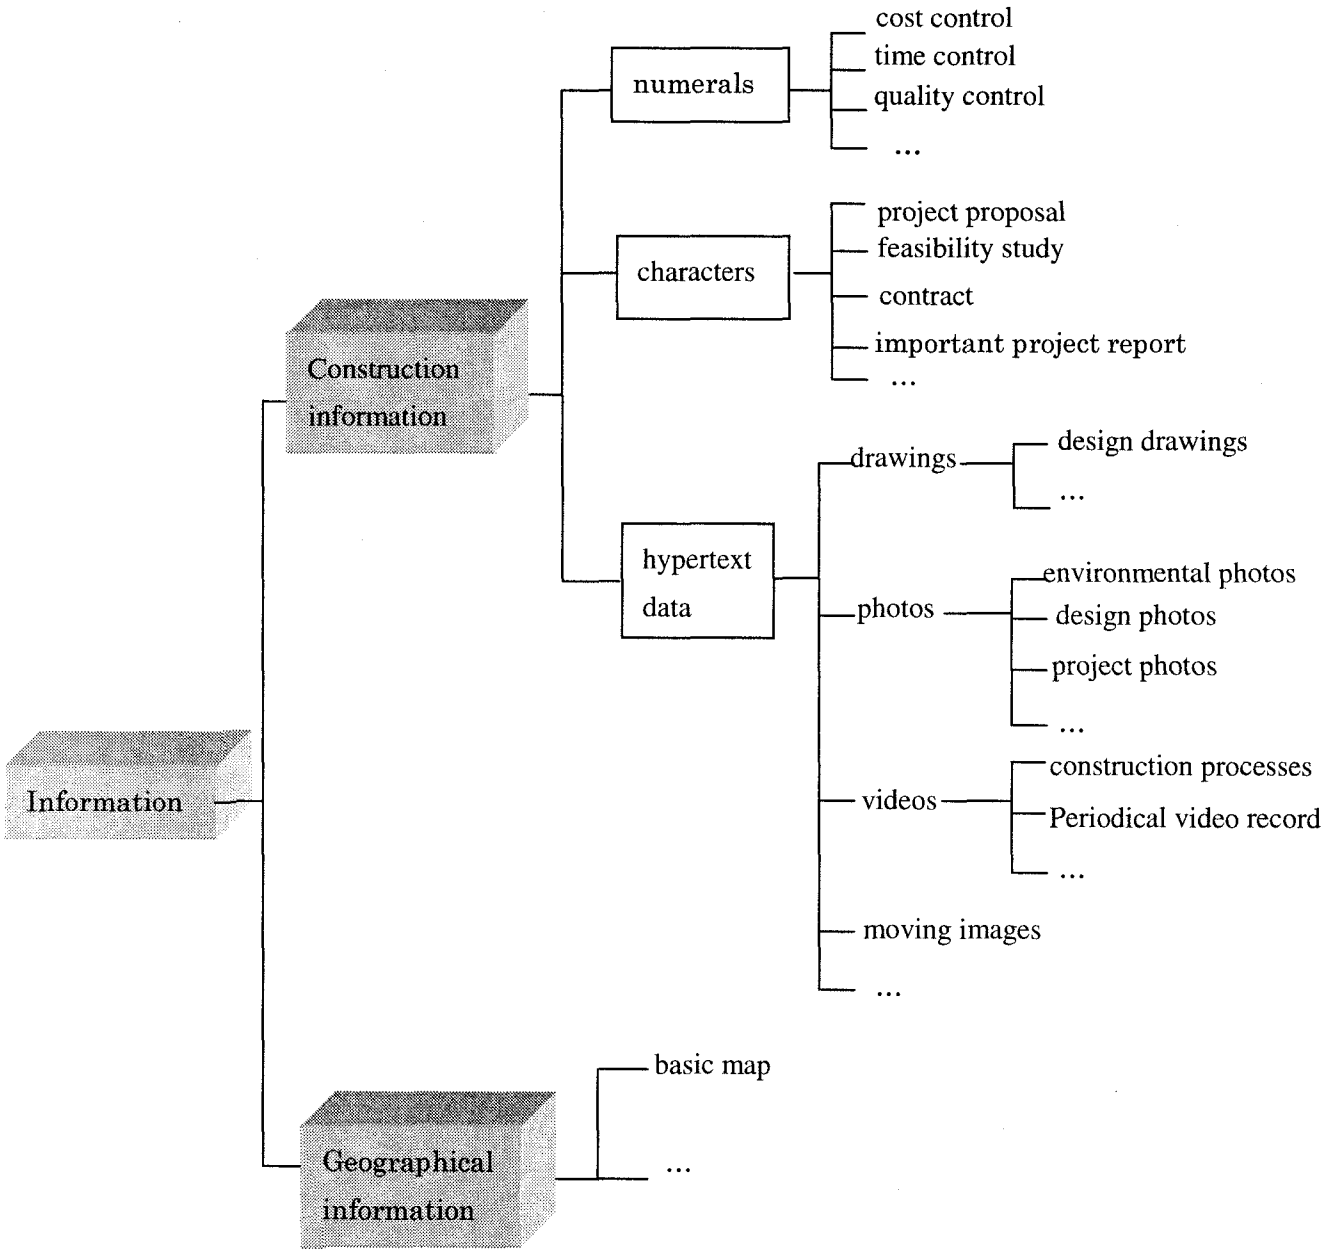 cost control
time control
numerals
quality control
...
project proposal
feasibility study
characters
contract
important project report
...
Construction
information
drawings
design drawings
...
hypertext
data
photos
environmental photos
design photos
project photos
...
Information
videos
construction processes
Periodical video record
...
moving images
...
basic map
...
Geographical
information